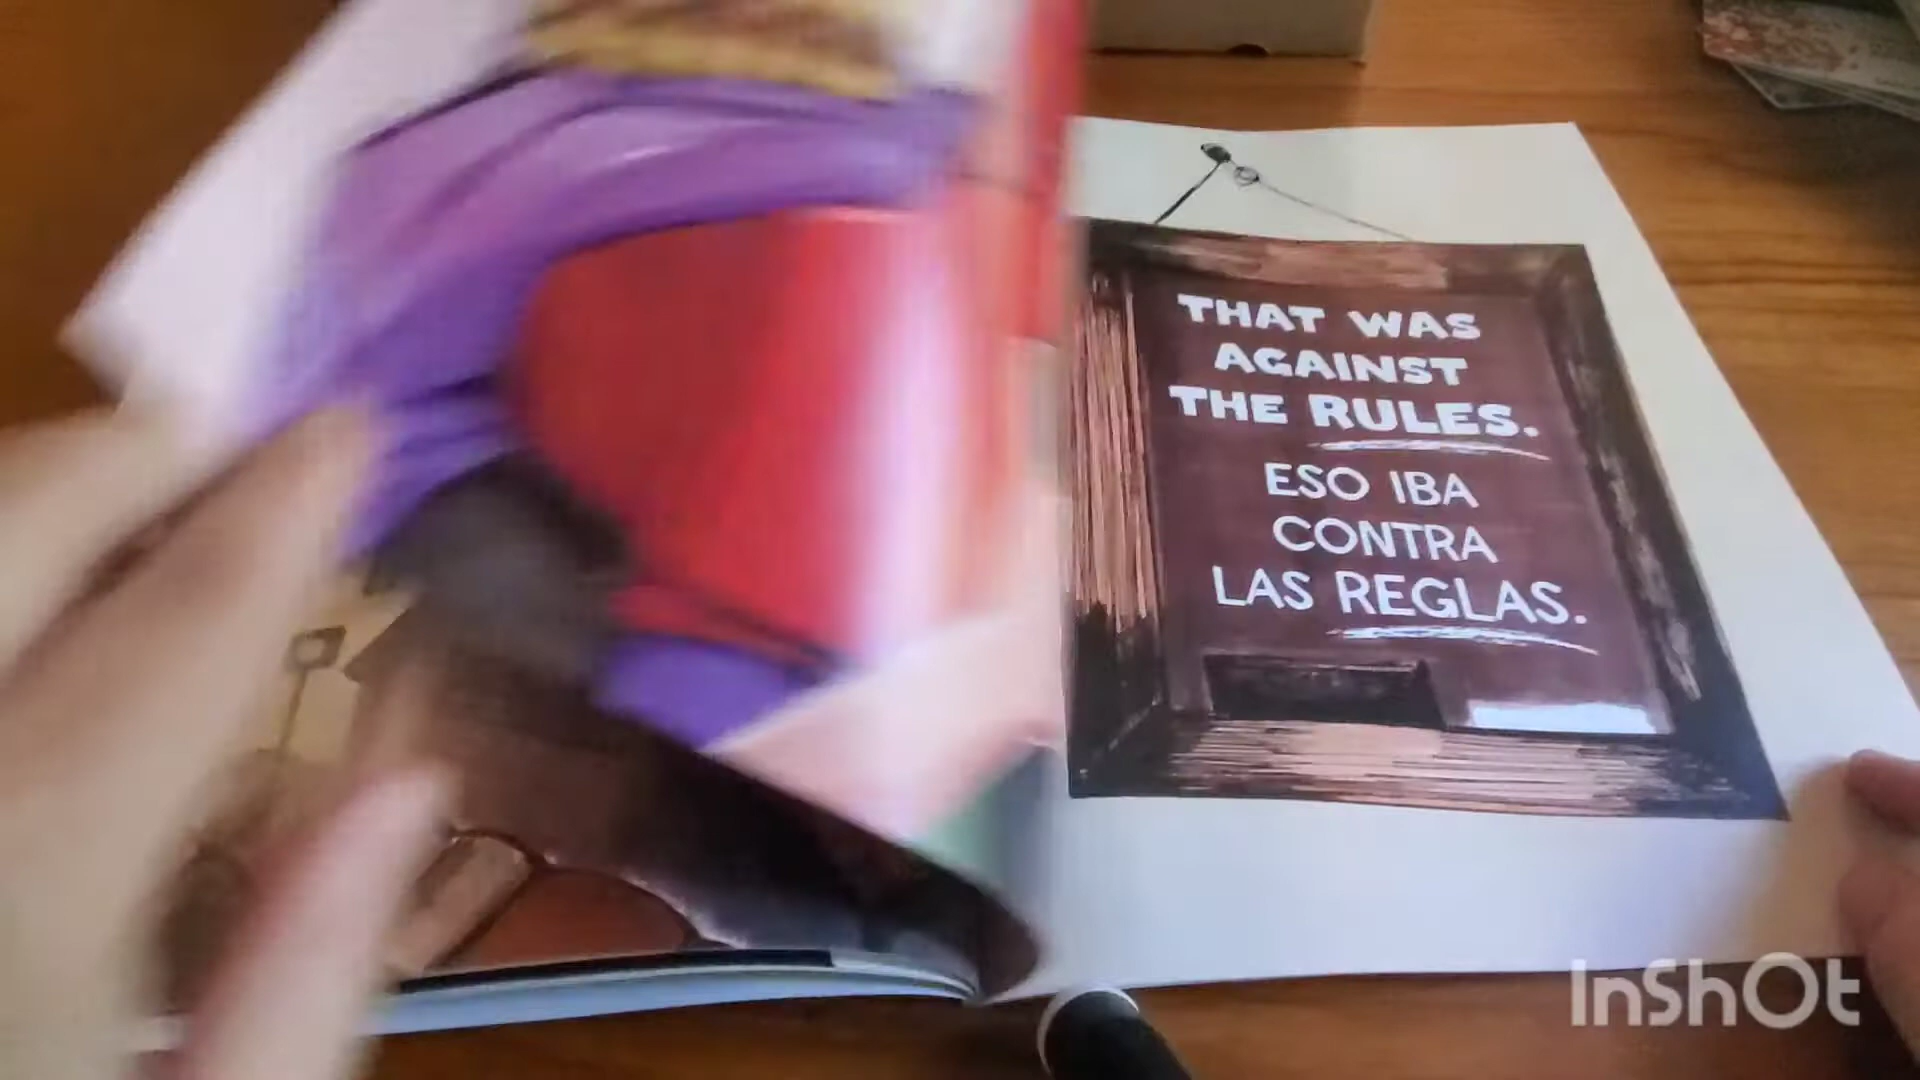 THAT WAS
AGAINST
THE RULES.
ESO IBA
CONTRA
LAS REGLAS.
InShOt